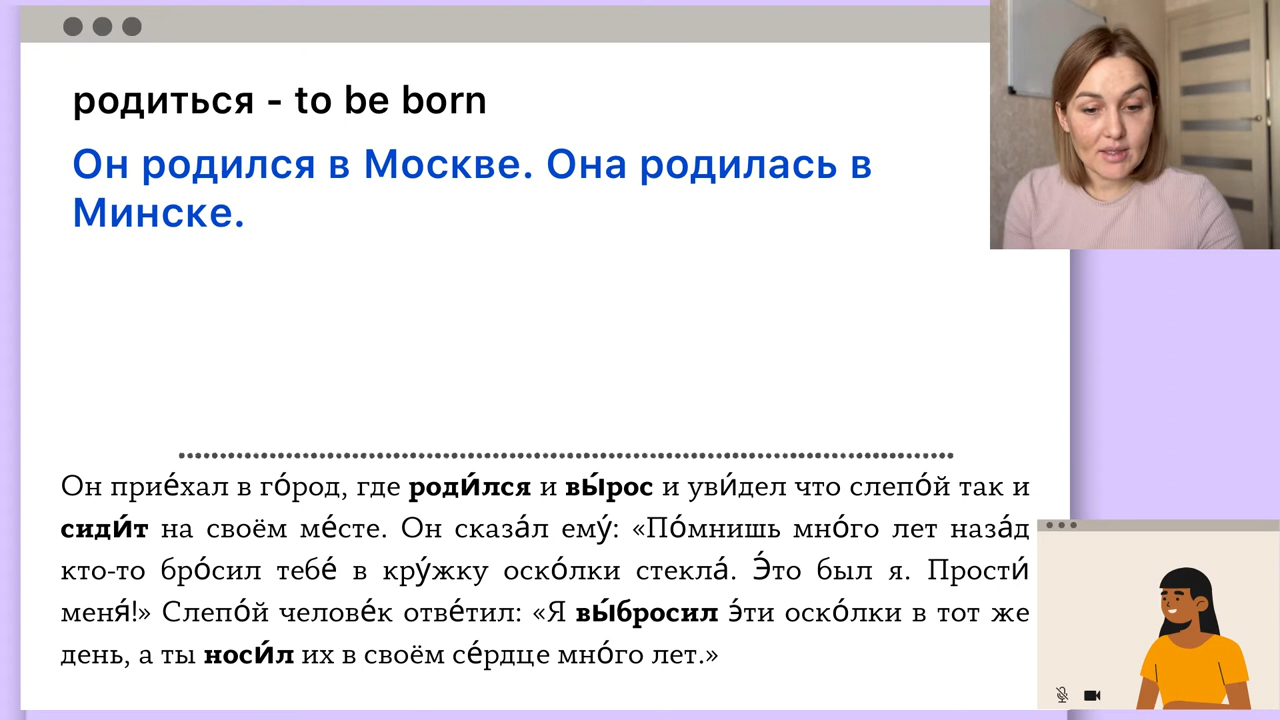 родиться - to be born
Он родился в Москве. Она родилась в
Минске.
Он прие́хал в го́род, где роди́лся и вы́рос и уви́дел что слепо́й так и
сиди́т на своём ме́сте. Он сказа́л ему́: «По́мнишь мно́го лет наза́д
кто-то бро́сил тебе́ в кру́жку оско́лки стекла́. Э́то был я. Прости́
меня́!» Слепо́й челове́к отве́тил: «Я вы́бросил э́ти оско́лки в тот же
день, а ты носи́л их в своём се́рдце мно́го лет.»